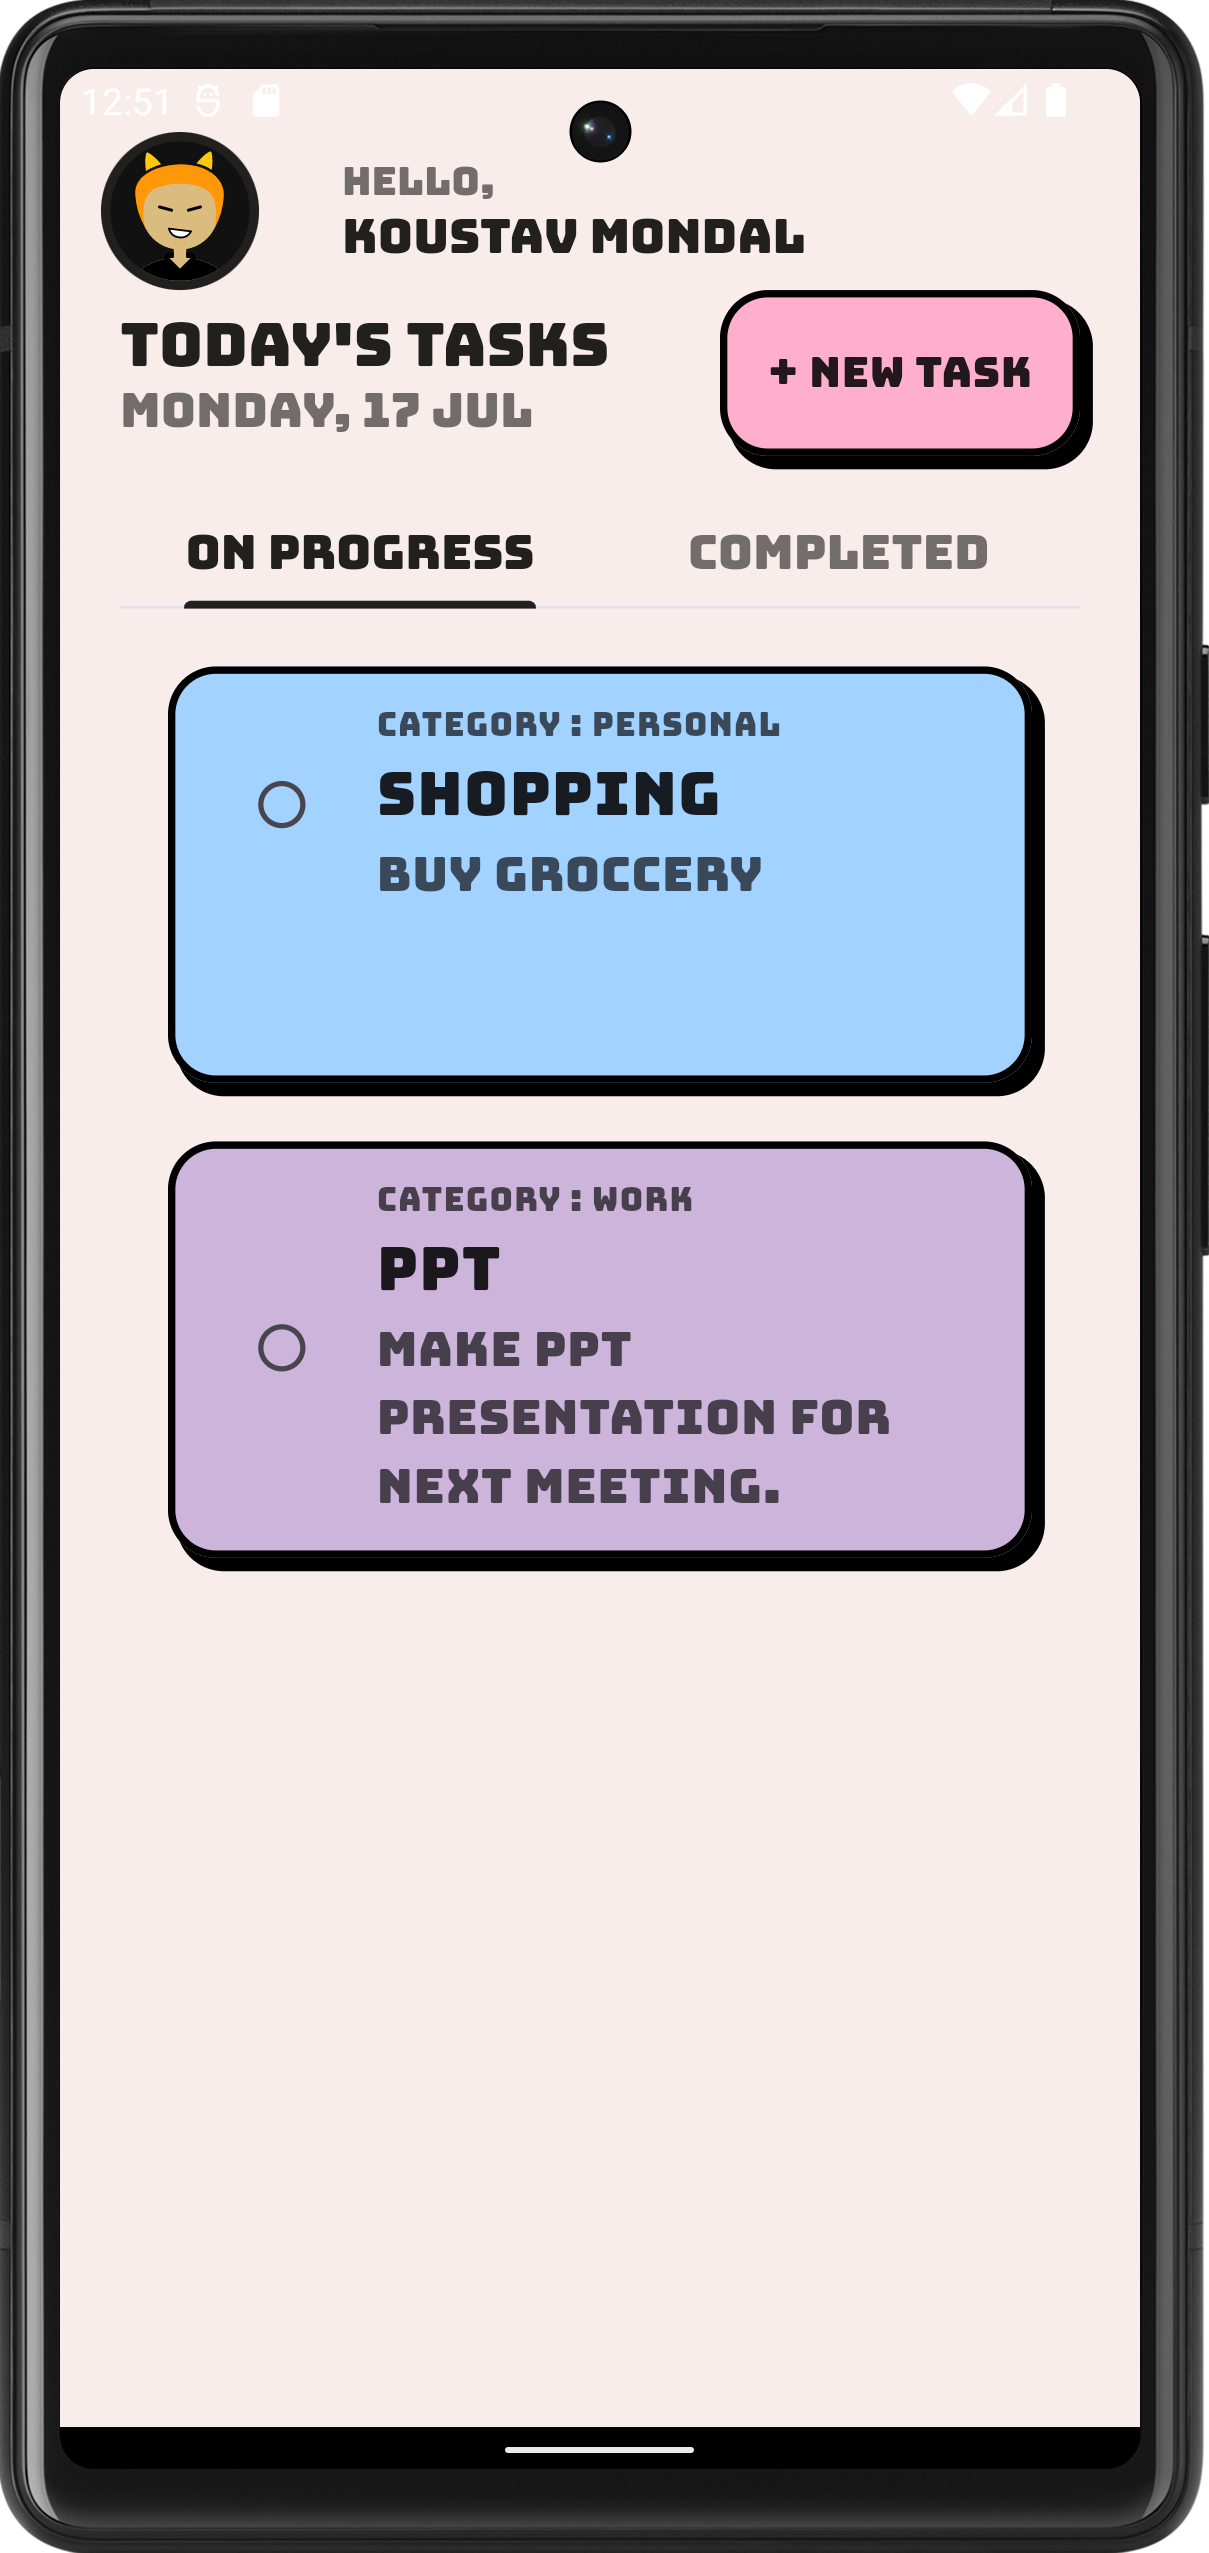 12:51
HELLO,
KOUSTAV MONDAL
TODAY'S TASKS
MONDAY, 17 JUL
+ NEW TASK
ON PROGRESS
COMPLETED
CATEGORY : PERSONAL
SHOPPING
BUY GROCCERY
CATEGORY : WORK
PPT
MAKE PPT
PRESENTATION FOR
NEXT MEETING.